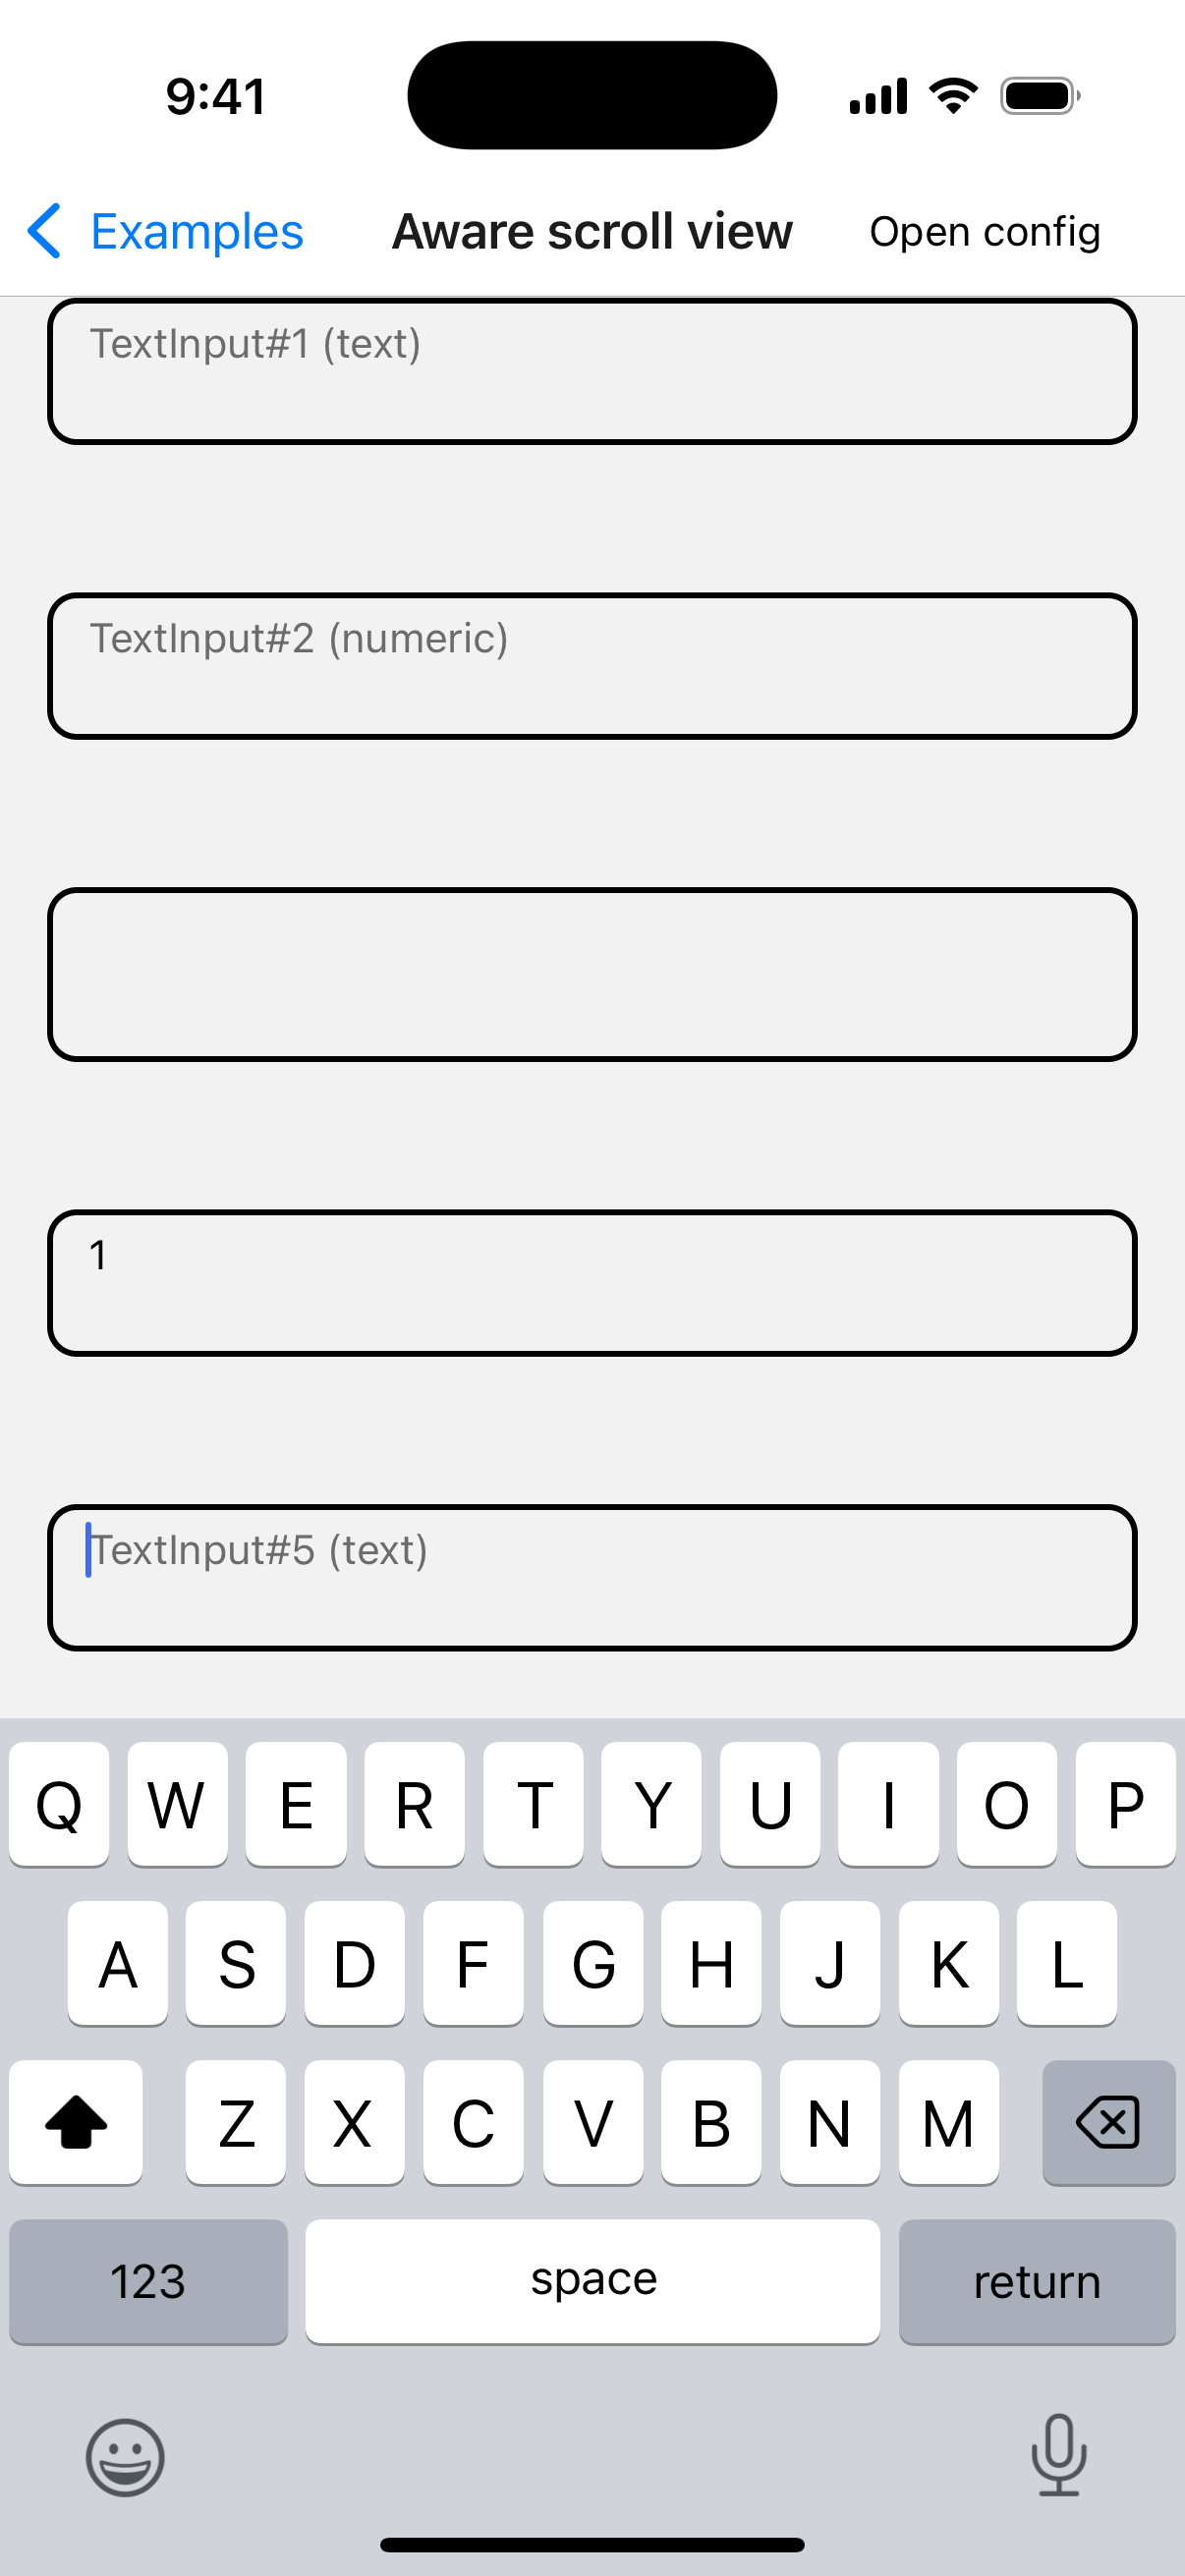 9:41
Examples
Aware scroll view
Open config
TextInput#1 (text)
TextInput#2 (numeric)
1
TextInput#5 (text)
Q W E R T Y U I O P
A S D F G H J K L
Z X C V B N M
123 space return